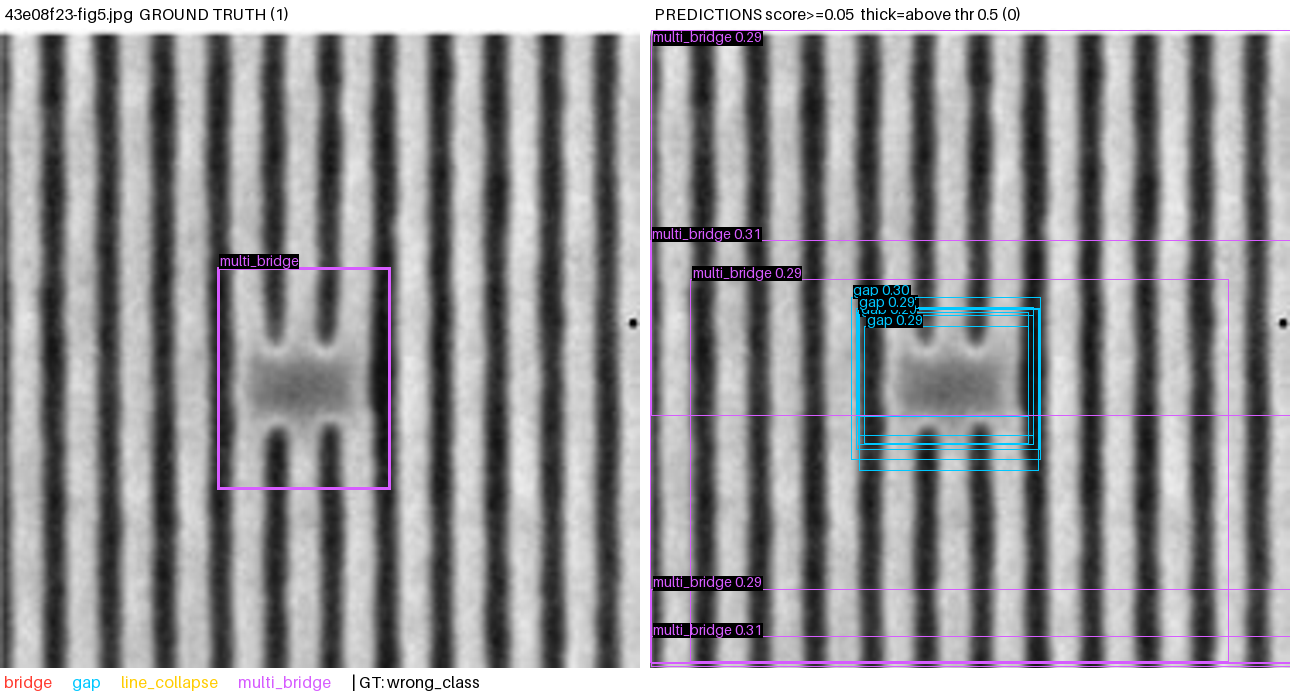 43e08f23-fig5.jpg  GROUND TRUTH (1)
PREDICTIONS score>=0.05  thick=above thr 0.5 (0)
multi_bridge
multi_bridge 0.29
multi_bridge 0.31
multi_bridge 0.29
gap 0.30
gap 0.29
gap 0.29
multi_bridge 0.29
multi_bridge 0.31
bridge gap line_collapse multi_bridge | GT: wrong_class